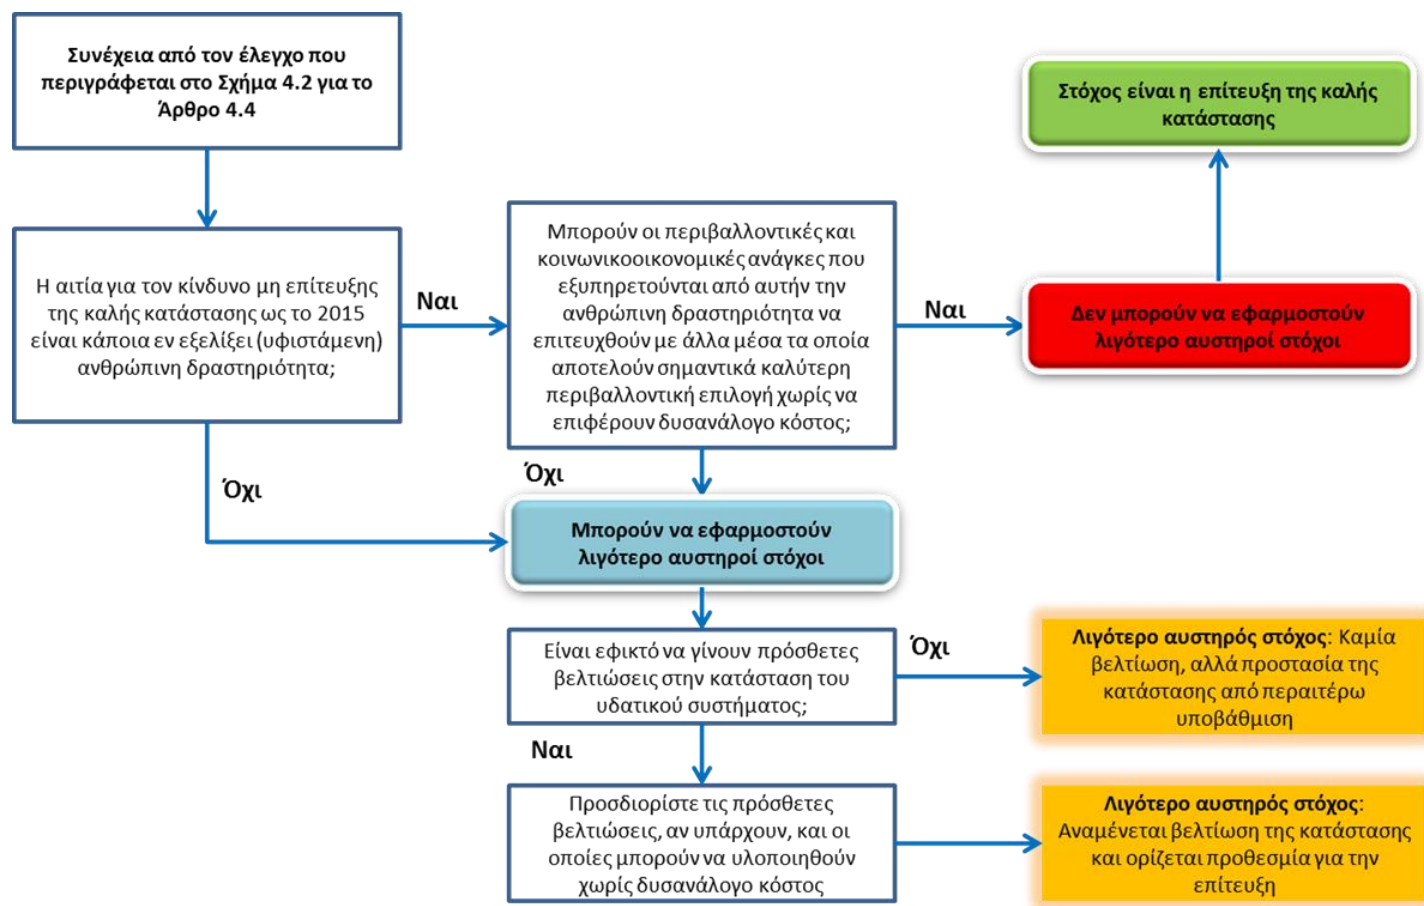 Συνέχεια από τον έλεγχο που
περιγράφεται στο Σχήμα 4.2 για το
Άρθρο 4.4
Στόχος είναι η επίτευξη της καλής
κατάστασης
Η αιτία για τον κίνδυνο μη επίτευξης
της καλής κατάστασης ως το 2015
είναι κάποια εν εξελίξει (υφιστάμενη)
ανθρώπινη δραστηριότητα;
Ναι
Μπορούν οι περιβαλλοντικές και
κοινωνικοοικονομικές ανάγκες που
εξυπηρετούνται από αυτήν την
ανθρώπινη δραστηριότητα να
επιτευχθούν με άλλα μέσα τα οποία
αποτελούν σημαντικά καλύτερη
περιβαλλοντική επιλογή χωρίς να
επιφέρουν δυσανάλογο κόστος;
Ναι
Δεν μπορούν να εφαρμοστούν
λιγότερο αυστηροί στόχοι
Όχι
Όχι
Μπορούν να εφαρμοστούν
λιγότερο αυστηροί στόχοι
Είναι εφικτό να γίνουν πρόσθετες
βελτιώσεις στην κατάσταση του
υδατικού συστήματος;
Όχι
Λιγότερο αυστηρός στόχος: Καμία
βελτίωση, αλλά προστασία της
κατάστασης από περαιτέρω
υποβάθμιση
Ναι
Προσδιορίστε τις πρόσθετες
βελτιώσεις, αν υπάρχουν, και οι
οποίες μπορούν να υλοποιηθούν
χωρίς δυσανάλογο κόστος
Λιγότερο αυστηρός στόχος:
Αναμένεται βελτίωση της κατάστασης
και ορίζεται προθεσμία για την
επίτευξη